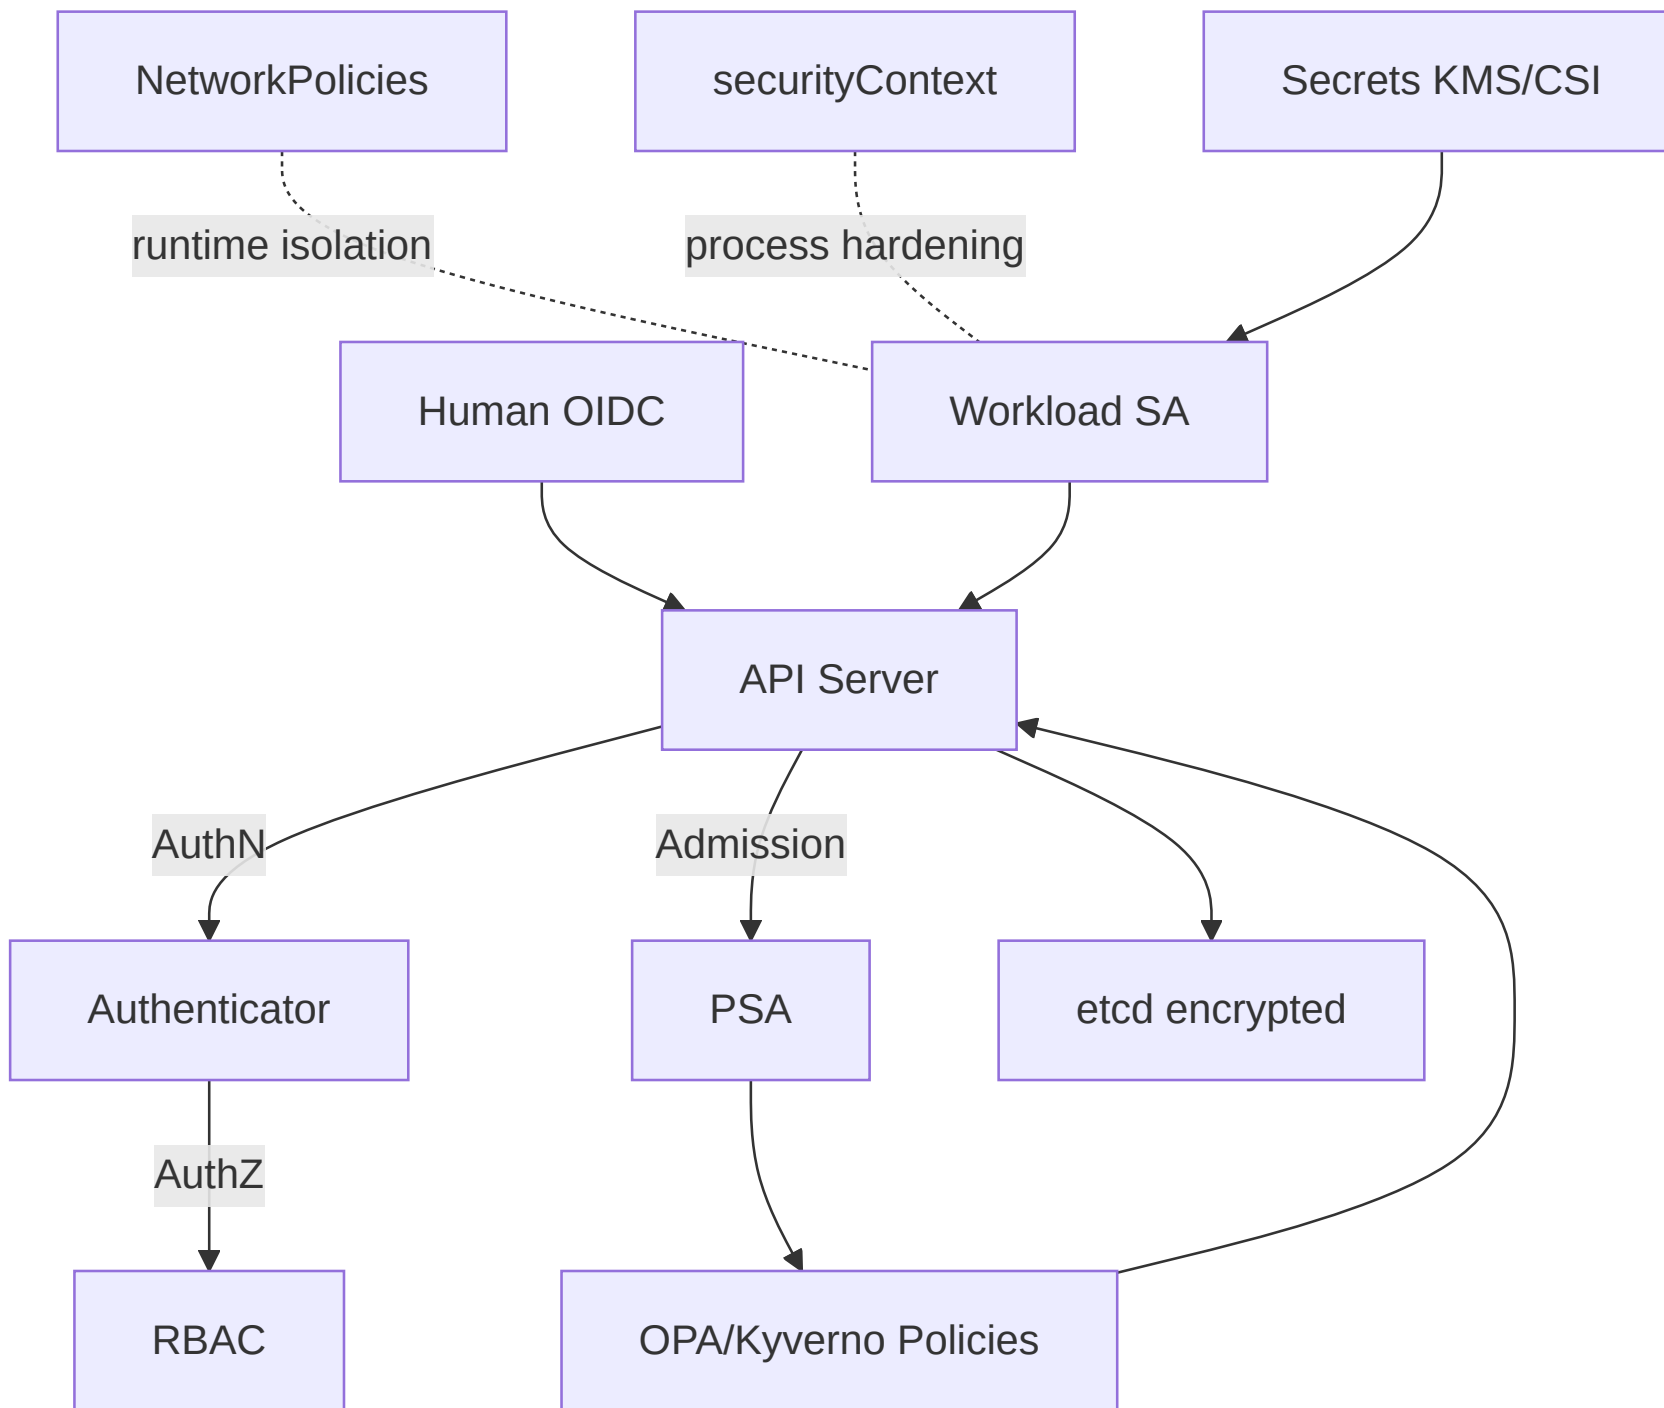 NetworkPolicies
securityContext
Secrets KMS/CSI
runtime isolation
process hardening
Human OIDC
Workload SA
API Server
AuthN
Admission
Authenticator
PSA
etcd encrypted
AuthZ
RBAC
OPA/Kyverno Policies